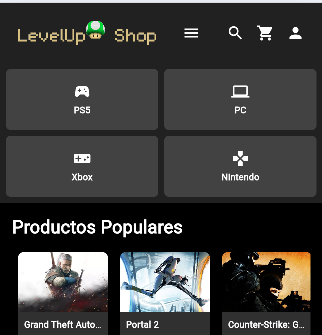 LevelUp Shop
PS5
PC
Xbox
Nintendo
Productos Populares
Grand Theft Auto...
Portal 2
Counter-Strike: G...